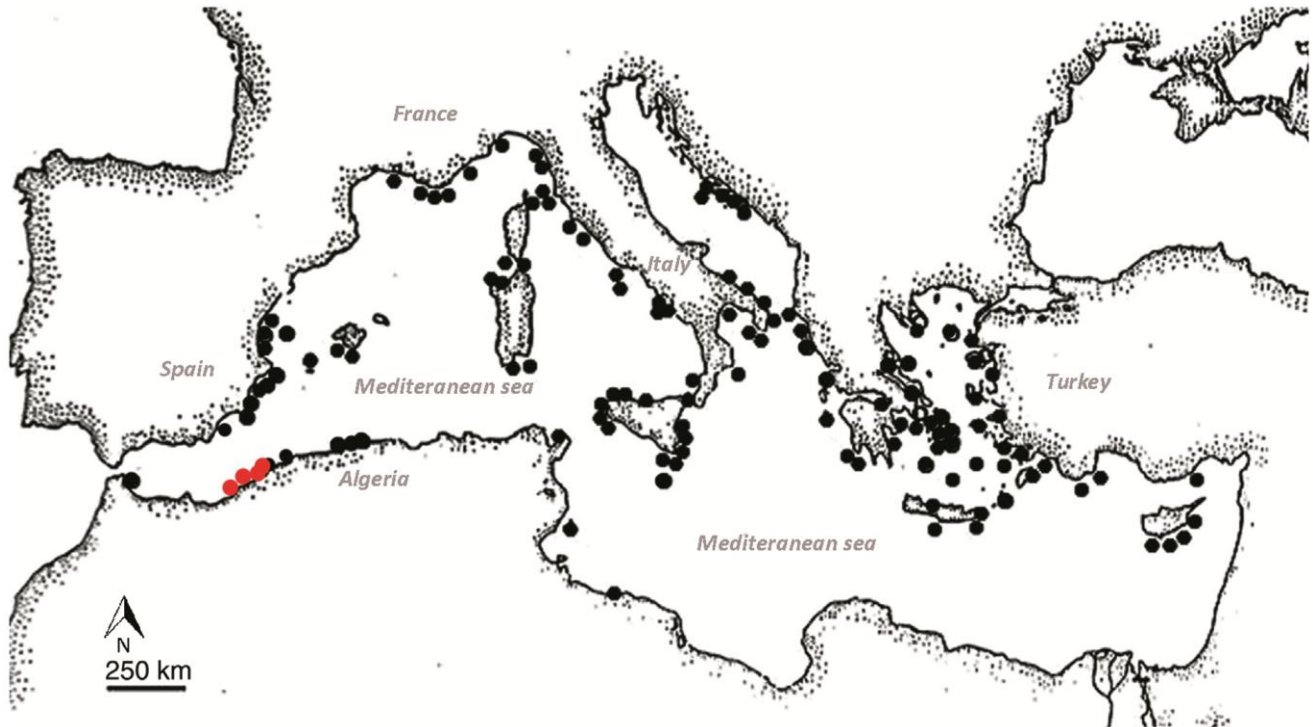 France
Italy
Spain
Mediteranean sea
Turkey
Algeria
Mediteranean sea
N
250 km